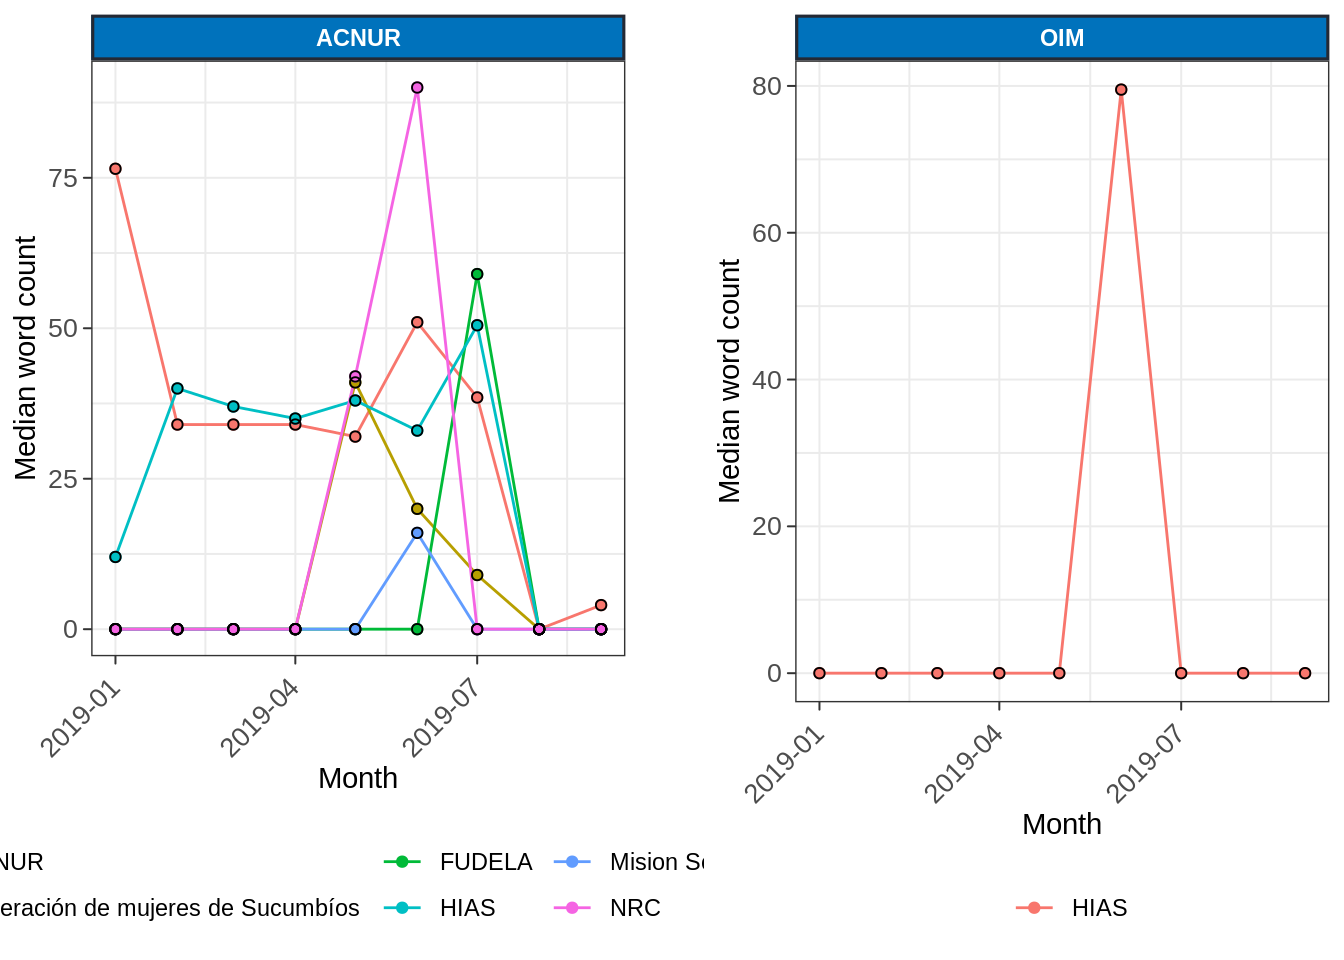 ACNUR
75
50
25
0
Median word count
2019-01
2019-04
2019-07
Month
NUR
FUDELA
Mision
eración de mujeres de Sucumbíos
HIAS
NRC
OIM
80
60
40
20
0
Median word count
2019-01
2019-04
2019-07
Month
HIAS